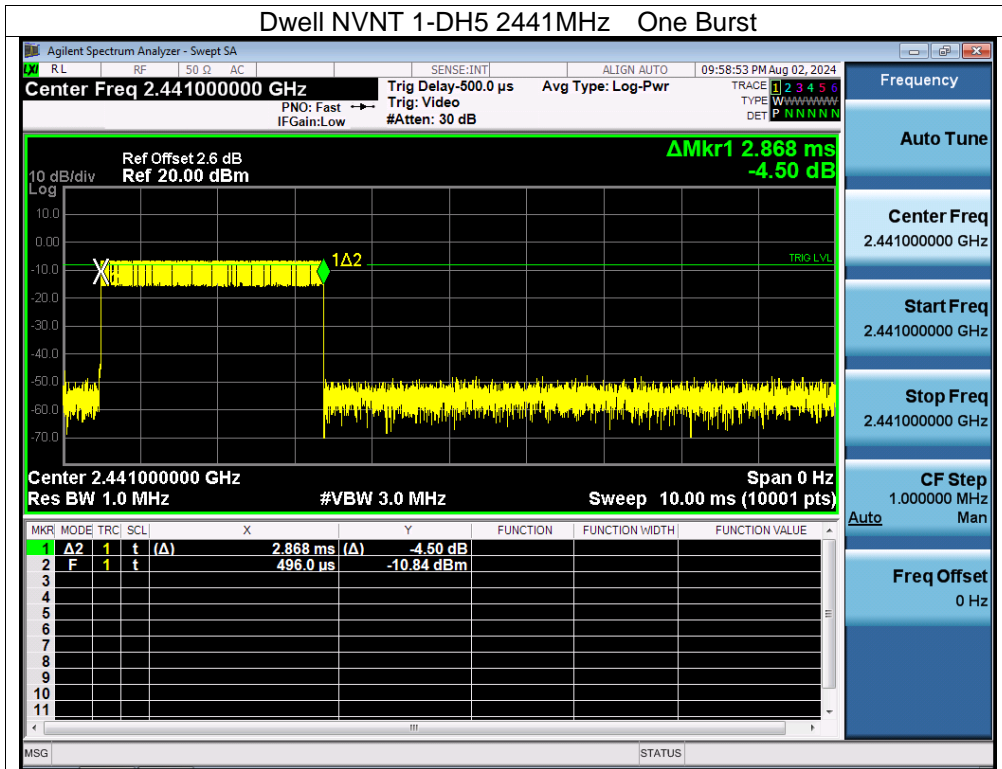 Dwell NVNT 1-DH5 2441MHz One Burst
Agilent Spectrum Analyzer - Swept SA
LXI RL RF 50 Ω AC SENSE:INT ALIGN AUTO 09:58:53 PM Aug 02, 2024
Center Freq 2.441000000 GHz
PNO: Fast
IFGain:Low
Trig Delay-500.0 µs
Trig: Video
#Atten: 30 dB
Avg Type: Log-Pwr
TRACE 1 2 3 4 5 6
TYPE WWWWWW
DET P N N N N N
Frequency
Auto Tune
Center Freq
2.441000000 GHz
Start Freq
2.441000000 GHz
Stop Freq
2.441000000 GHz
CF Step
1.000000 MHz
Auto Man
Freq Offset
0 Hz
ΔMkr1 2.868 ms
-4.50 dB
Ref Offset 2.6 dB
10 dB/div Ref 20.00 dBm
Log
10.0
0.00
-10.0
-20.0
-30.0
-40.0
-50.0
-60.0
-70.0
1Δ2
TRIG LVL
Center 2.441000000 GHz Span 0 Hz
Res BW 1.0 MHz #VBW 3.0 MHz Sweep 10.00 ms (10001 pts)
MKR MODE TRC SCL X Y FUNCTION FUNCTION WIDTH FUNCTION VALUE
1 Δ2 1 t (Δ) 2.868 ms (Δ) -4.50 dB
2 F 1 t 496.0 µs -10.84 dBm
3
4
5
6
7
8
9
10
11
MSG STATUS